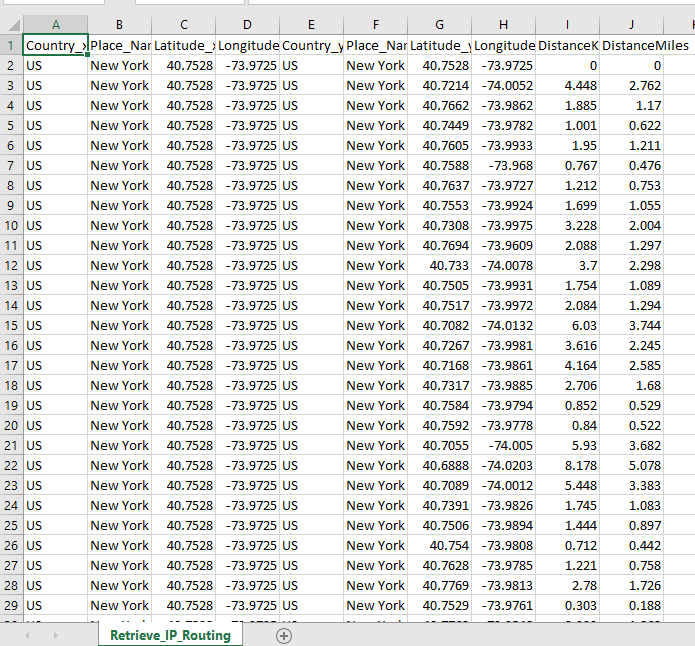 A B C D E F G H I J
1 Country_x Place_Nar Latitude_x Longitude Country_y Place_Nar Latitude_y Longitude DistanceK DistanceMiles
2 US New York 40.7528 -73.9725 US New York 40.7528 -73.9725 0 0
3 US New York 40.7528 -73.9725 US New York 40.7214 -74.0052 4.448 2.762
4 US New York 40.7528 -73.9725 US New York 40.7662 -73.9862 1.885 1.17
5 US New York 40.7528 -73.9725 US New York 40.7449 -73.9782 1.001 0.622
6 US New York 40.7528 -73.9725 US New York 40.7605 -73.9933 1.95 1.211
7 US New York 40.7528 -73.9725 US New York 40.7588 -73.968 0.767 0.476
8 US New York 40.7528 -73.9725 US New York 40.7637 -73.9727 1.212 0.753
9 US New York 40.7528 -73.9725 US New York 40.7553 -73.9924 1.699 1.055
10 US New York 40.7528 -73.9725 US New York 40.7308 -73.9975 3.228 2.004
11 US New York 40.7528 -73.9725 US New York 40.7694 -73.9609 2.088 1.297
12 US New York 40.7528 -73.9725 US New York 40.733 -74.0078 3.7 2.298
13 US New York 40.7528 -73.9725 US New York 40.7505 -73.9931 1.754 1.089
14 US New York 40.7528 -73.9725 US New York 40.7517 -73.9972 2.084 1.294
15 US New York 40.7528 -73.9725 US New York 40.7082 -74.0132 6.03 3.744
16 US New York 40.7528 -73.9725 US New York 40.7267 -73.9981 3.616 2.245
17 US New York 40.7528 -73.9725 US New York 40.7168 -73.9861 4.164 2.585
18 US New York 40.7528 -73.9725 US New York 40.7317 -73.9885 2.706 1.68
19 US New York 40.7528 -73.9725 US New York 40.7584 -73.9794 0.852 0.529
20 US New York 40.7528 -73.9725 US New York 40.7592 -73.9778 0.84 0.522
21 US New York 40.7528 -73.9725 US New York 40.7055 -74.005 5.93 3.682
22 US New York 40.7528 -73.9725 US New York 40.6888 -74.0203 8.178 5.078
23 US New York 40.7528 -73.9725 US New York 40.7089 -74.0012 5.448 3.383
24 US New York 40.7528 -73.9725 US New York 40.7391 -73.9826 1.745 1.083
25 US New York 40.7528 -73.9725 US New York 40.7506 -73.9894 1.444 0.897
26 US New York 40.7528 -73.9725 US New York 40.754 -73.9808 0.712 0.442
27 US New York 40.7528 -73.9725 US New York 40.7628 -73.9785 1.221 0.758
28 US New York 40.7528 -73.9725 US New York 40.7769 -73.9813 2.78 1.726
29 US New York 40.7528 -73.9725 US New York 40.7529 -73.9761 0.303 0.188
Retrieve_IP_Routing